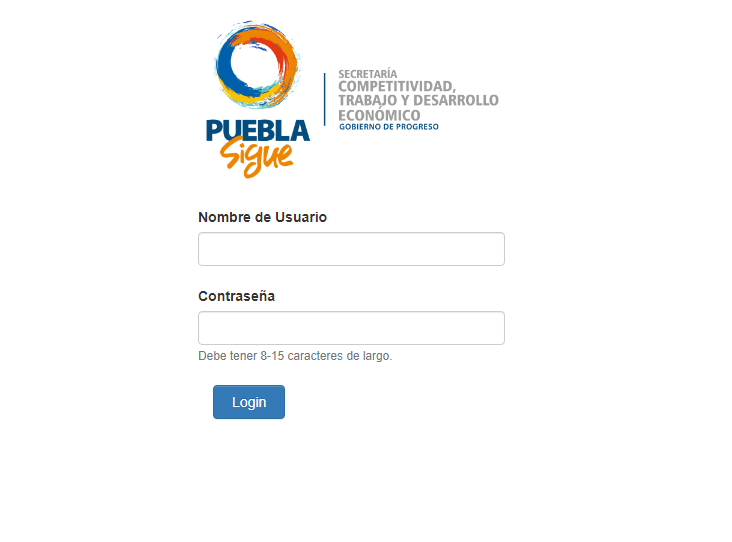 PUEBLA
Sigue
SECRETARÍA
COMPETITIVIDAD,
TRABAJO Y DESARROLLO
ECONÓMICO
GOBIERNO DE PROGRESO
Nombre de Usuario
Contraseña
Debe tener 8-15 caracteres de largo.
Login